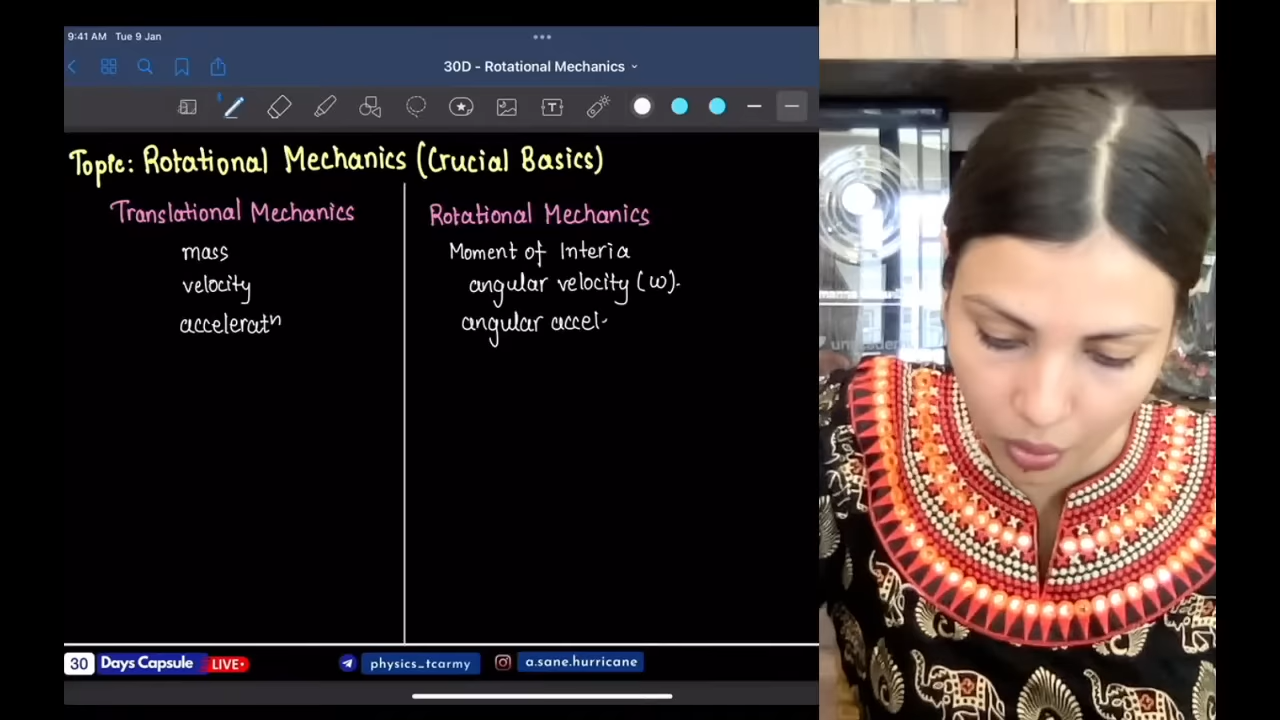 9:41 AM Tue 9 Jan
30D - Rotational Mechanics
Topic: Rotational Mechanics (Crucial Basics)
Translational Mechanics
mass
velocity
acceleratn
Rotational Mechanics
Moment of Interia
angular velocity (ω).
angular accel.
30 Days Capsule LIVE
physics_tcarmy
a.sane.hurricane